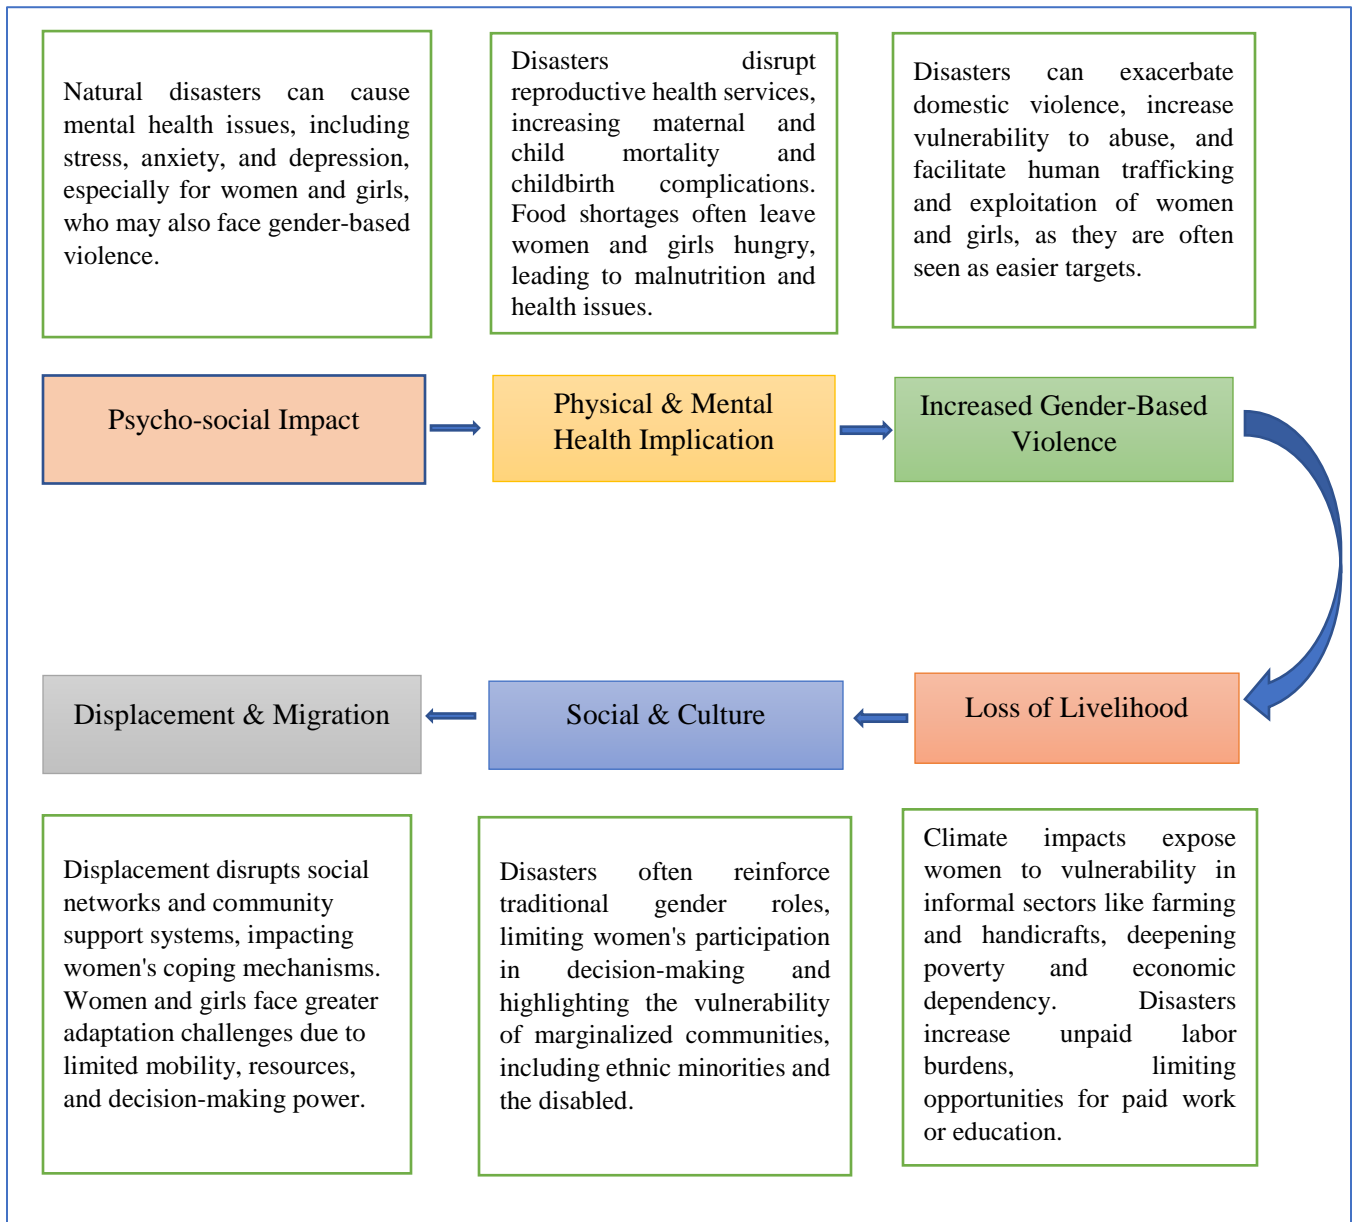 Natural disasters can cause
mental health issues, including
stress, anxiety, and depression,
especially for women and girls,
who may also face gender-based
violence.
Disasters disrupt
reproductive health services,
increasing maternal and
child mortality and
childbirth complications.
Food shortages often leave
women and girls hungry,
leading to malnutrition and
health issues.
Disasters can exacerbate
domestic violence, increase
vulnerability to abuse, and
facilitate human trafficking
and exploitation of women
and girls, as they are often
seen as easier targets.
Psycho-social Impact
Physical & Mental
Health Implication
Increased Gender-Based
Violence
Displacement & Migration
Social & Culture
Loss of Livelihood
Displacement disrupts social
networks and community
support systems, impacting
women's coping mechanisms.
Women and girls face greater
adaptation challenges due to
limited mobility, resources,
and decision-making power.
Disasters often reinforce
traditional gender roles,
limiting women's participation
in decision-making and
highlighting the vulnerability
of marginalized communities,
including ethnic minorities and
the disabled.
Climate impacts expose
women to vulnerability in
informal sectors like farming
and handicrafts, deepening
poverty and economic
dependency. Disasters
increase unpaid labor
burdens, limiting
opportunities for paid work
or education.